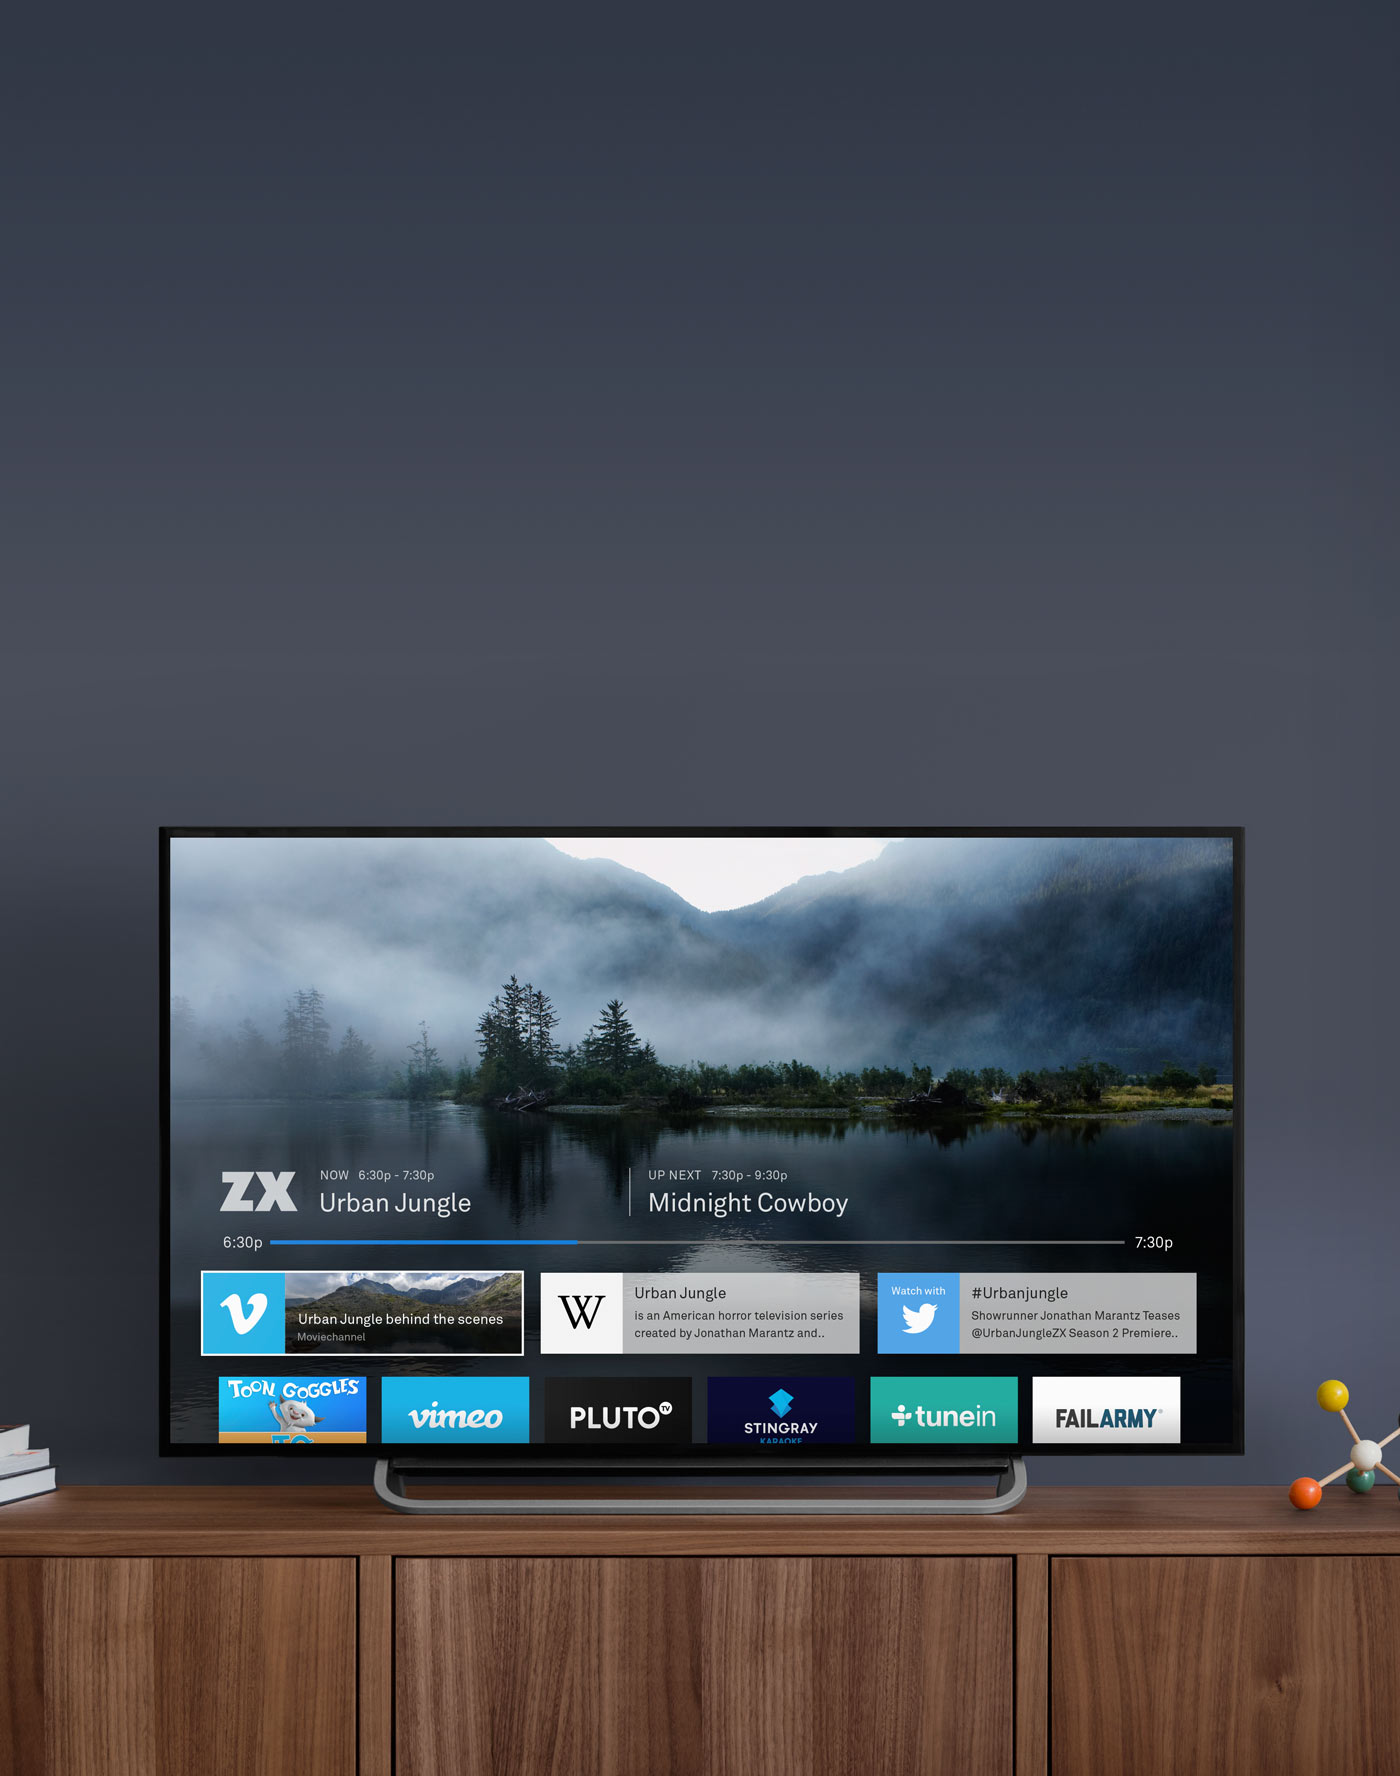 ZX
NOW 6:30p - 7:30p
Urban Jungle
UP NEXT 7:30p - 9:30p
Midnight Cowboy
6:30p
7:30p
Urban Jungle behind the scenes
Moviechannel
W
Urban Jungle
is an American horror television series
created by Jonathan Marantz and..
Watch with
#Urbanjungle
Showrunner Jonathan Marantz Teases
@UrbanJungleZX Season 2 Premiere..
TOON GOGGLES
vimeo
PLUTO TV
STINGRAY
KARAOKE
tunein
FAILARMY